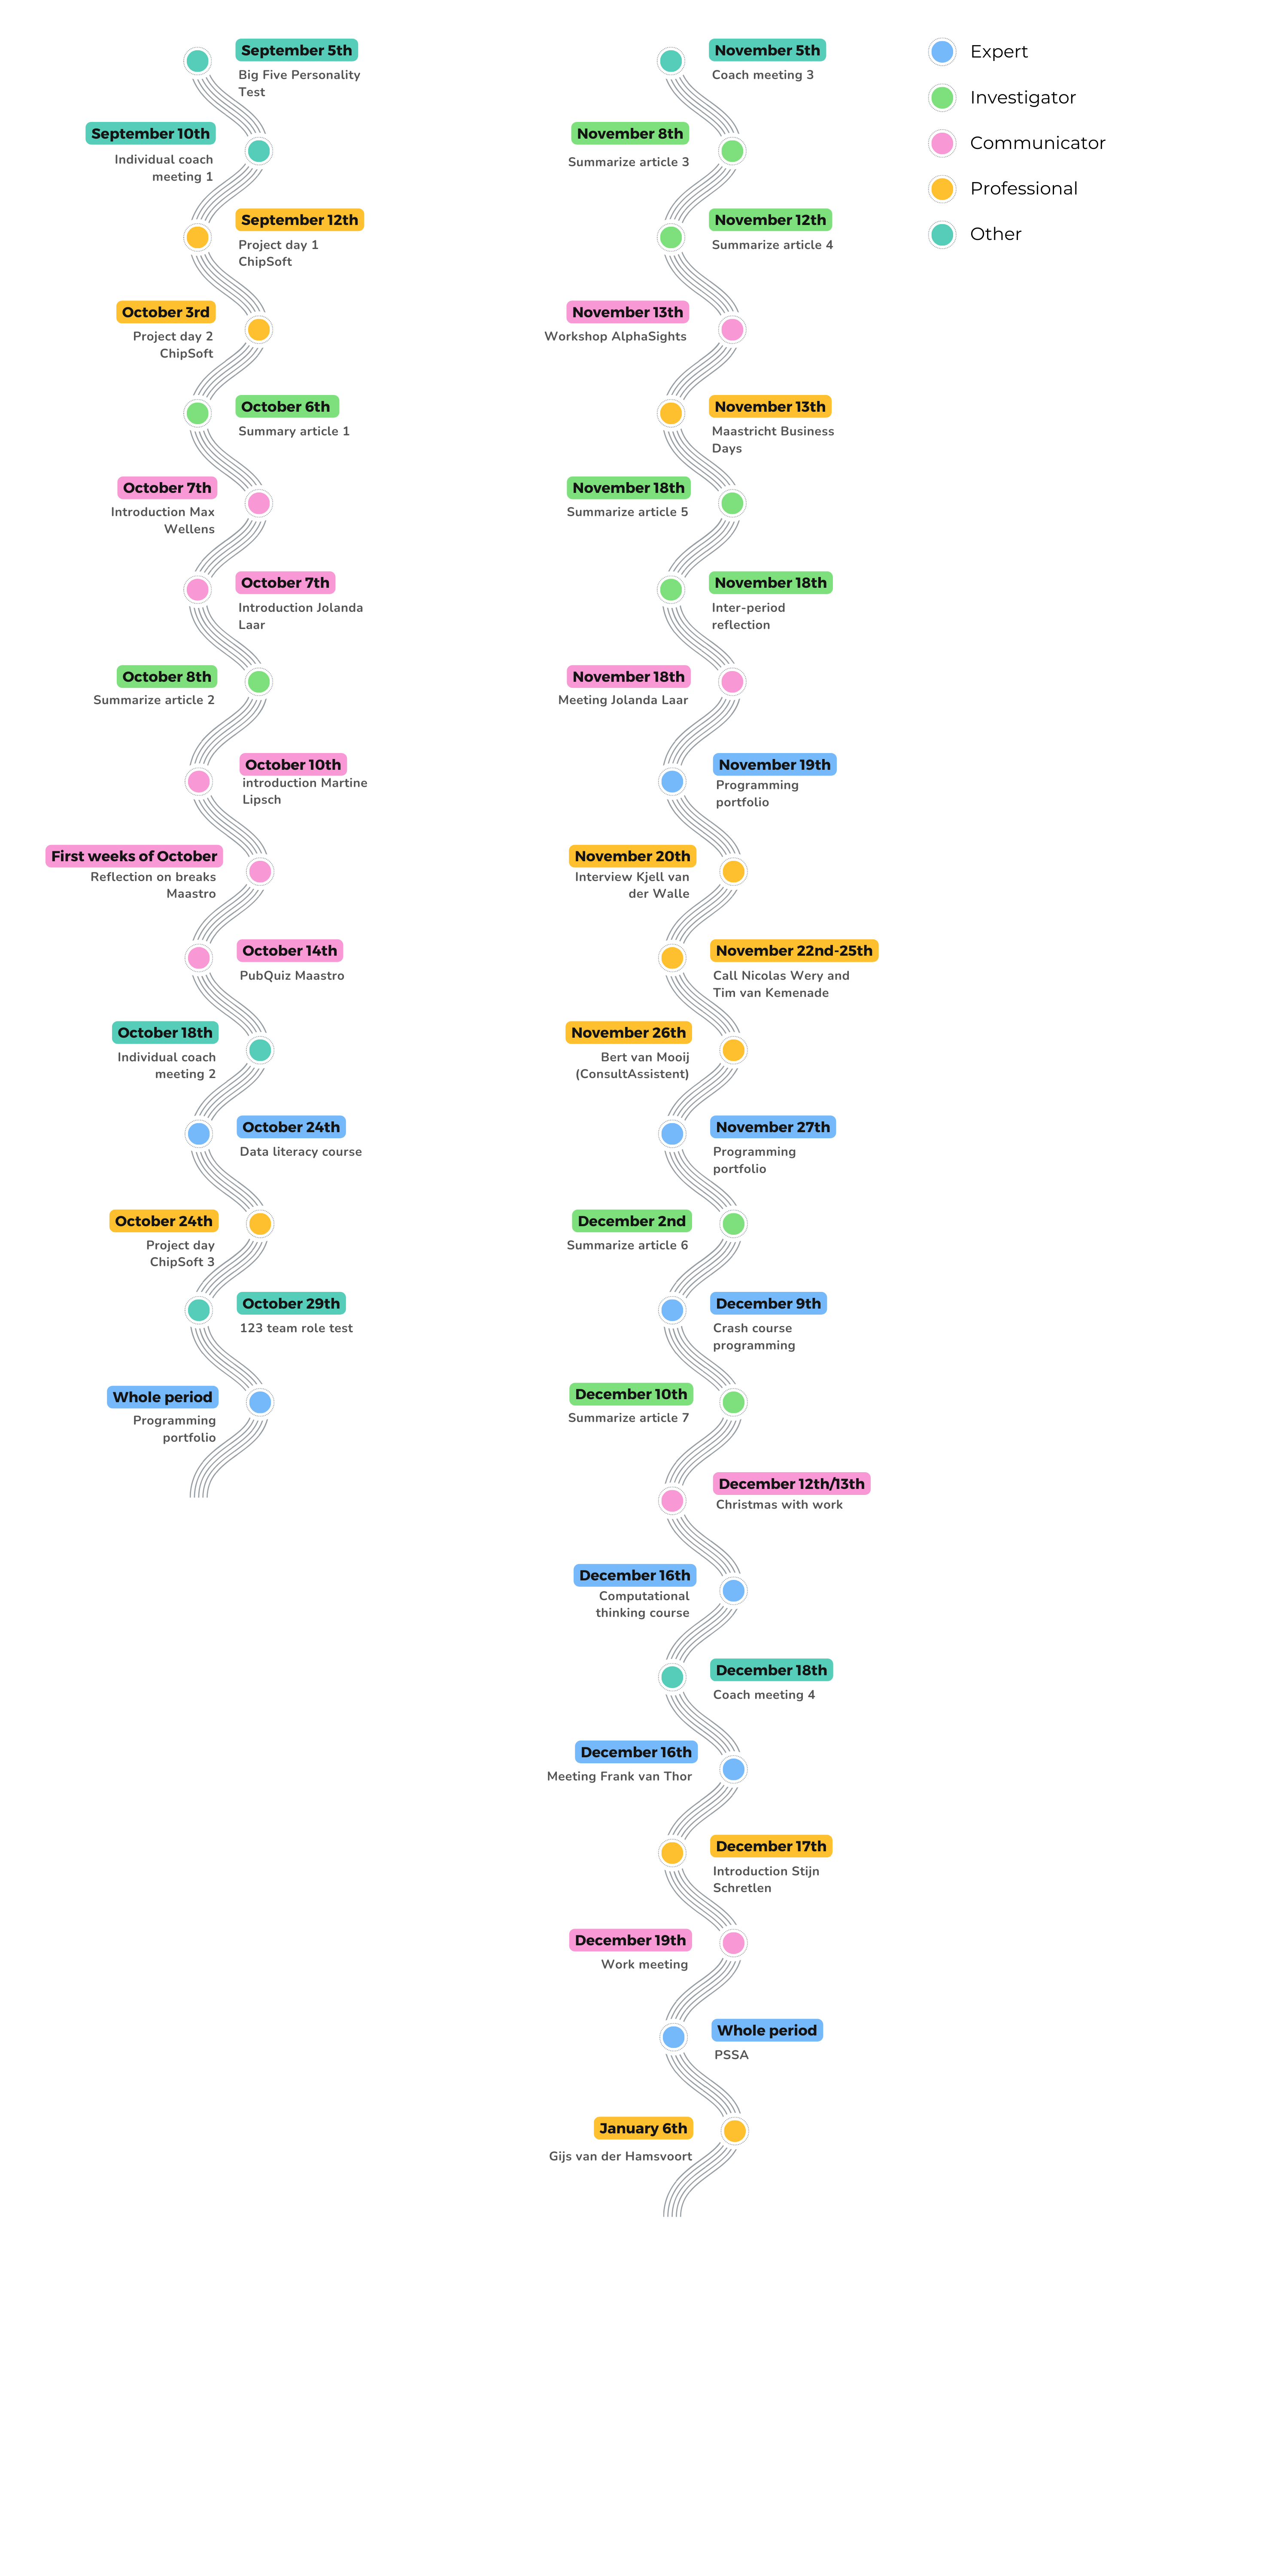 September 5th
Big Five Personality
Test
September 10th
Individual coach
meeting 1
September 12th
Project day 1
ChipSoft
October 3rd
Project day 2
ChipSoft
October 6th
Summary article 1
October 7th
Introduction Max
Wellens
October 7th
Introduction Jolanda
Laar
October 8th
Summarize article 2
October 10th
introduction Martine
Lipsch
First weeks of October
Reflection on breaks
Maastro
October 14th
PubQuiz Maastro
October 18th
Individual coach
meeting 2
October 24th
Data literacy course
October 24th
Project day
ChipSoft 3
October 29th
123 team role test
Whole period
Programming
portfolio
November 5th
Coach meeting 3
November 8th
Summarize article 3
November 12th
Summarize article 4
November 13th
Workshop AlphaSights
November 13th
Maastricht Business
Days
November 18th
Summarize article 5
November 18th
Inter-period
reflection
November 18th
Meeting Jolanda Laar
November 19th
Programming
portfolio
November 20th
Interview Kjell van
der Walle
November 22nd-25th
Call Nicolas Wery and
Tim van Kemenade
November 26th
Bert van Mooij
(ConsultAssistent)
November 27th
Programming
portfolio
December 2nd
Summarize article 6
December 9th
Crash course
programming
December 10th
Summarize article 7
December 12th/13th
Christmas with work
December 16th
Computational
thinking course
December 18th
Coach meeting 4
December 16th
Meeting Frank van Thor
December 17th
Introduction Stijn
Schretlen
December 19th
Work meeting
Whole period
PSSA
January 6th
Gijs van der Hamsvoort
Expert
Investigator
Communicator
Professional
Other